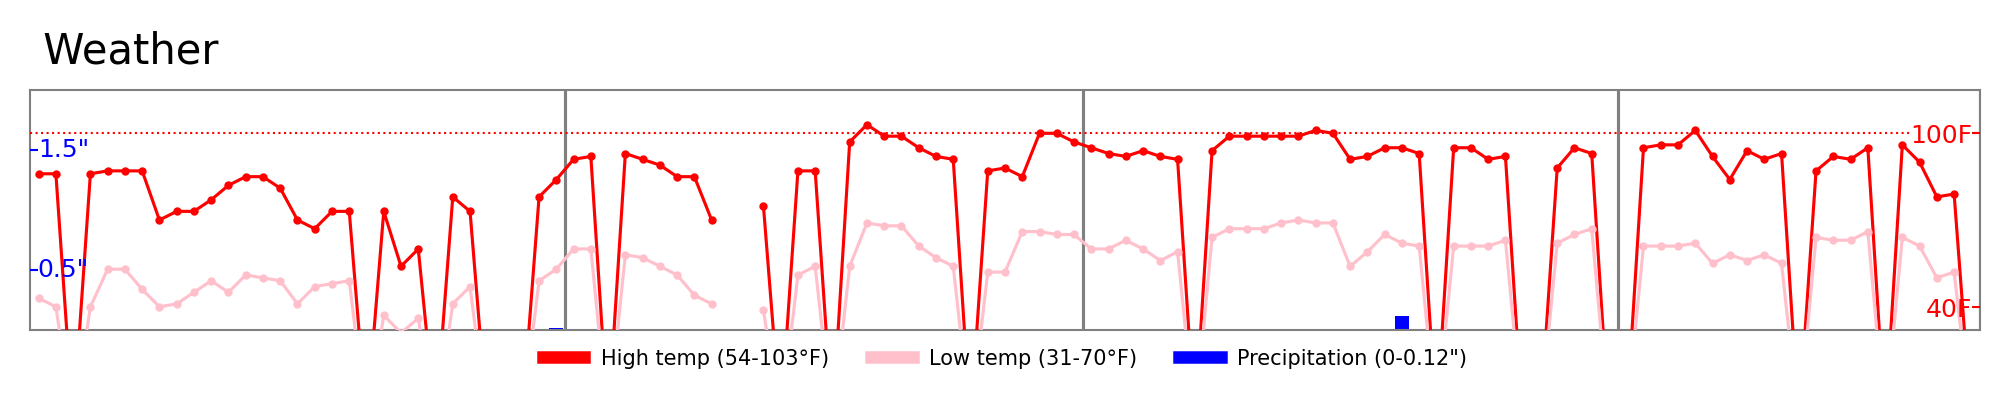 Weather
1.5"
100F
0.5"
40F
High temp (54-103°F)
Low temp (31-70°F)
Precipitation (0-0.12")